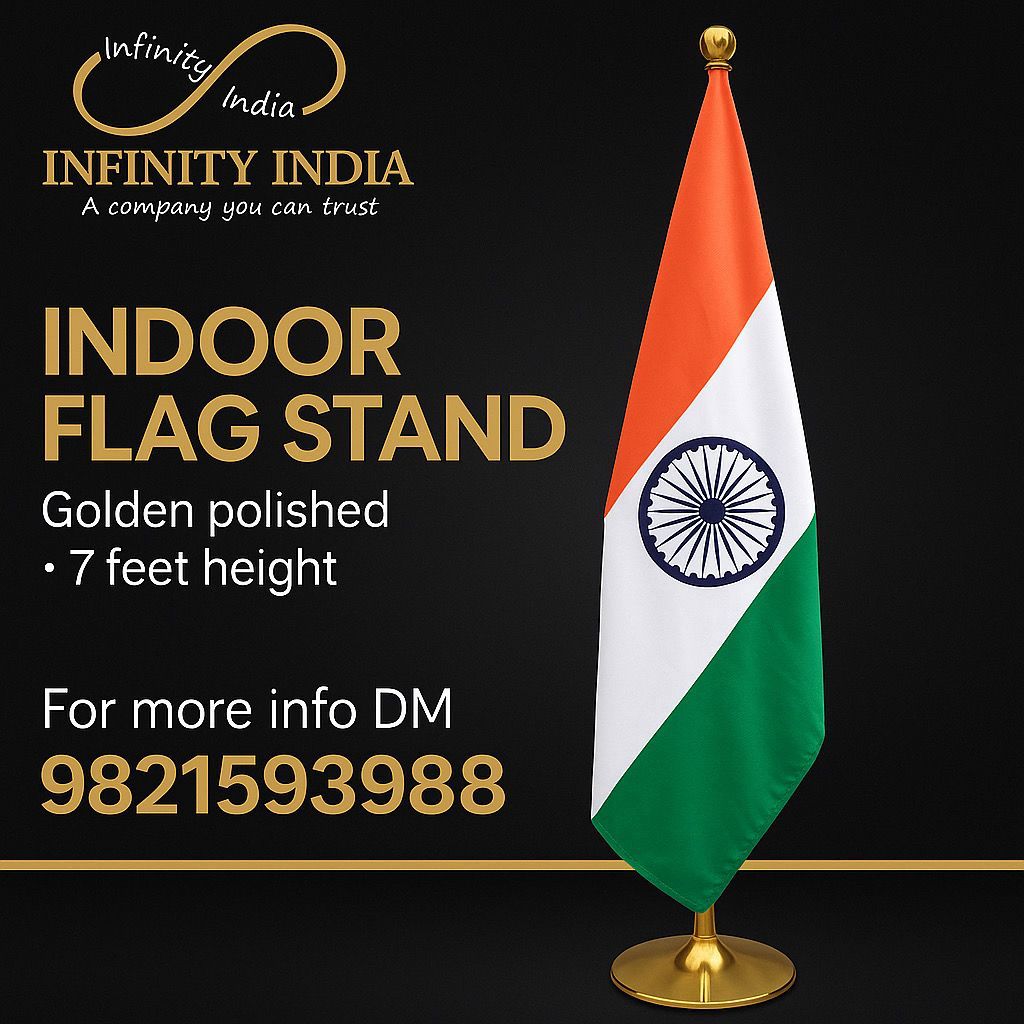 Infinity
India
INFINITY INDIA
A company you can trust
INDOOR
FLAG STAND
Golden polished
• 7 feet height
For more info DM
9821593988